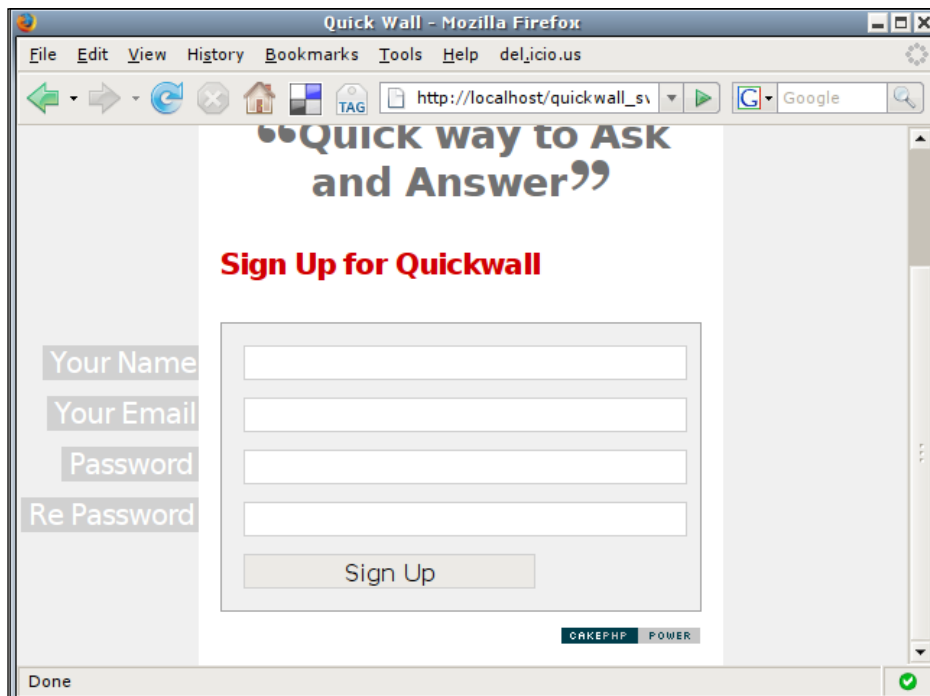 Quick Wall - Mozilla Firefox
File Edit View History Bookmarks Tools Help del.icio.us
TAG http://localhost/quickwall_sv G Google
“Quick way to Ask
and Answer”
Sign Up for Quickwall
Your Name
Your Email
Password
Re Password
Sign Up
CAKEPHP POWER
Done